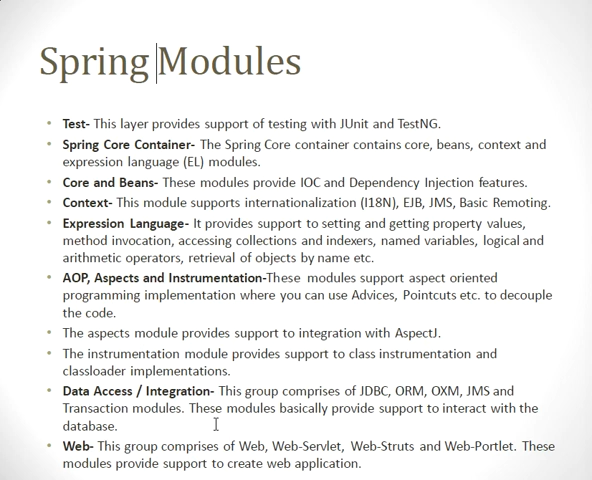 Spring Modules
• Test- This layer provides support of testing with JUnit and TestNG.
• Spring Core Container- The Spring Core container contains core, beans, context and
expression language (EL) modules.
• Core and Beans- These modules provide IOC and Dependency Injection features.
• Context- This module supports internationalization (I18N), EJB, JMS, Basic Remoting.
• Expression Language- It provides support to setting and getting property values,
method invocation, accessing collections and indexers, named variables, logical and
arithmetic operators, retrieval of objects by name etc.
• AOP, Aspects and Instrumentation-These modules support aspect oriented
programming implementation where you can use Advices, Pointcuts etc. to decouple
the code.
• The aspects module provides support to integration with AspectJ.
• The instrumentation module provides support to class instrumentation and
classloader implementations.
• Data Access / Integration- This group comprises of JDBC, ORM, OXM, JMS and
Transaction modules. These modules basically provide support to interact with the
database.
• Web- This group comprises of Web, Web-Servlet, Web-Struts and Web-Portlet. These
modules provide support to create web application.